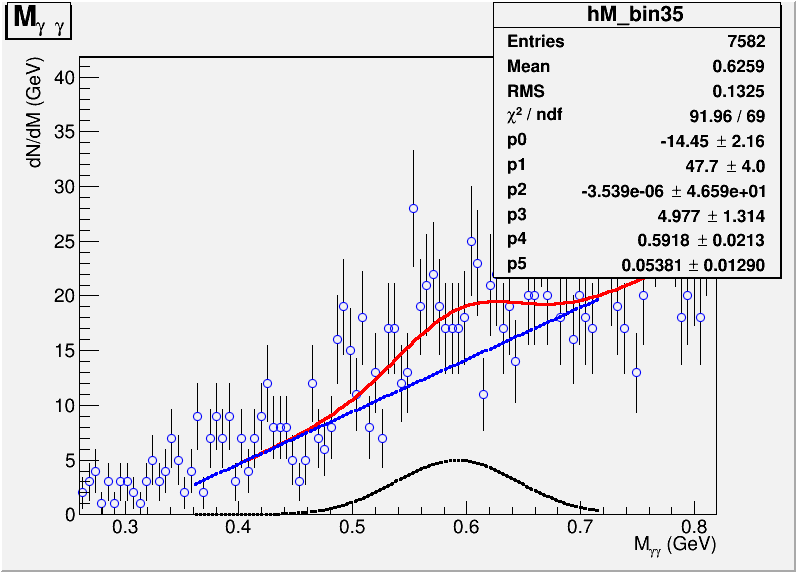 Mγ γ
hM_bin35
Entries 7582
Mean 0.6259
RMS 0.1325
χ² / ndf 91.96 / 69
p0 -14.45 ± 2.16
p1 47.7 ± 4.0
p2 -3.539e-06 ± 4.659e+01
p3 4.977 ± 1.314
p4 0.5918 ± 0.0213
p5 0.05381 ± 0.01290
dN/dM (GeV)
40
35
30
25
20
15
10
5
0
0.3 0.4 0.5 0.6 0.7 0.8
Mγγ (GeV)